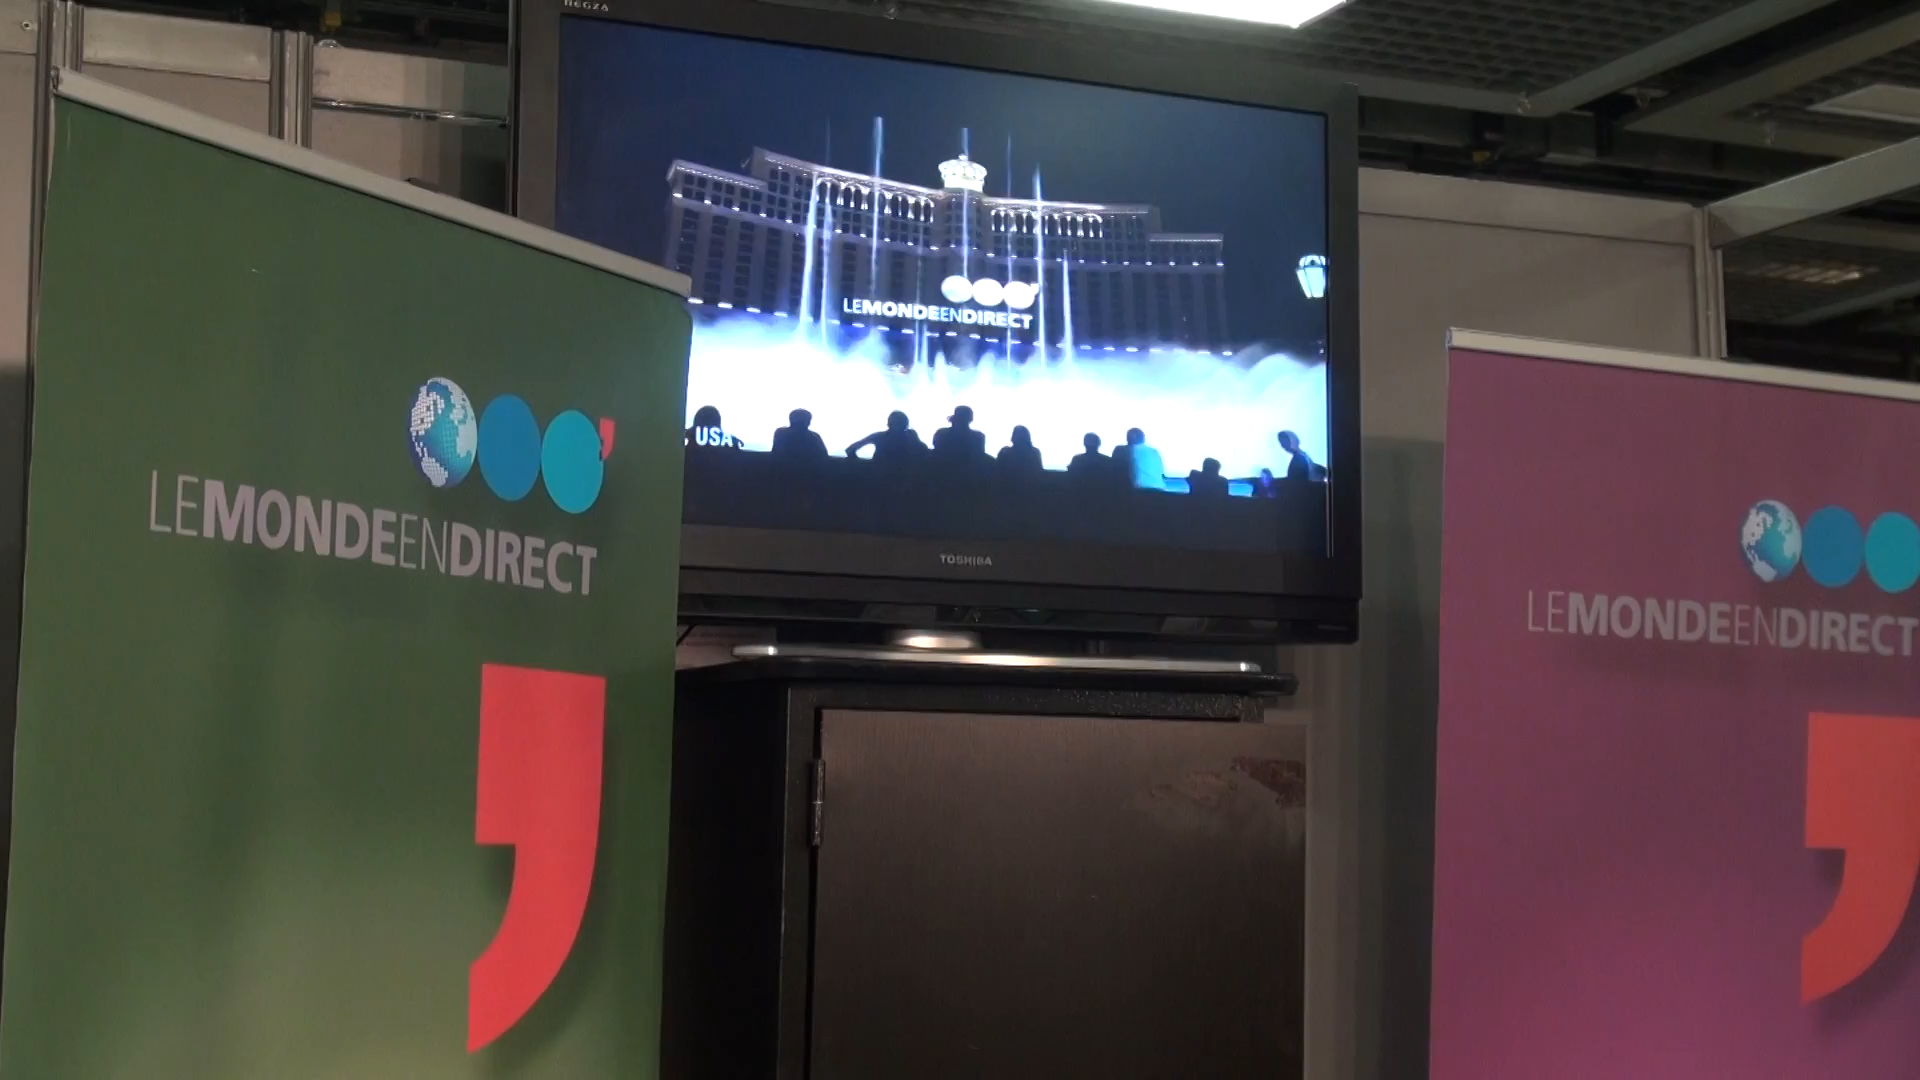 REGZA
LEMONDEENDIRECT
, USA
TOSHIBA
LEMONDEENDIRECT
LEMONDEENDIRECT